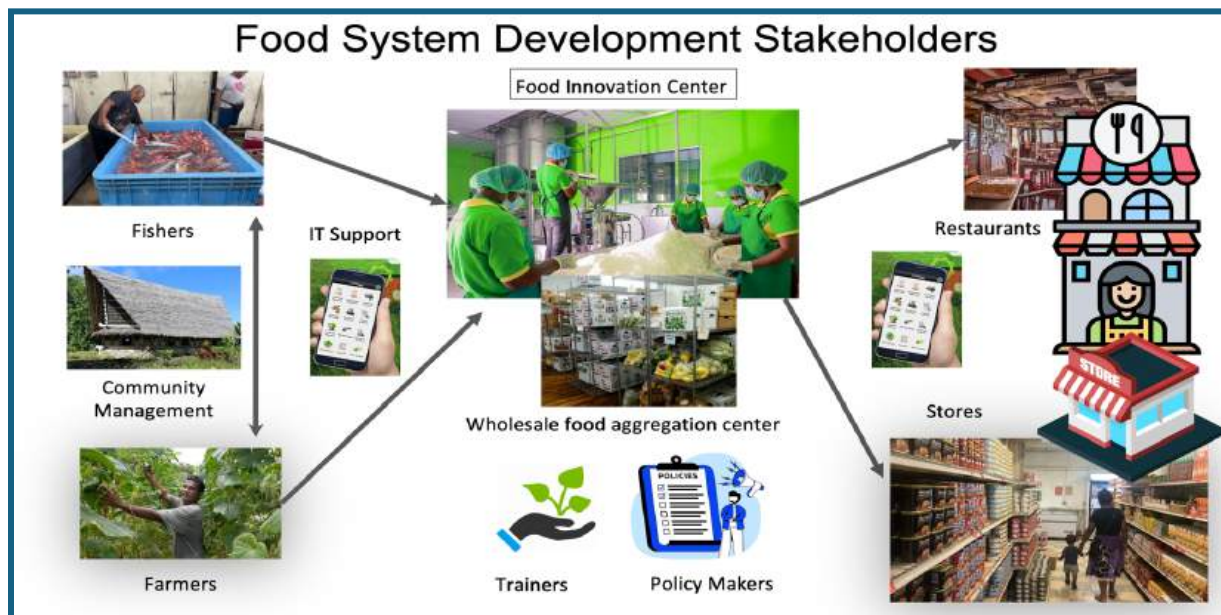 Food System Development Stakeholders
Food Innovation Center
Fishers
IT Support
Restaurants
Community
Management
Wholesale food aggregation center
Stores
STORE
POLICIES
Farmers
Trainers
Policy Makers